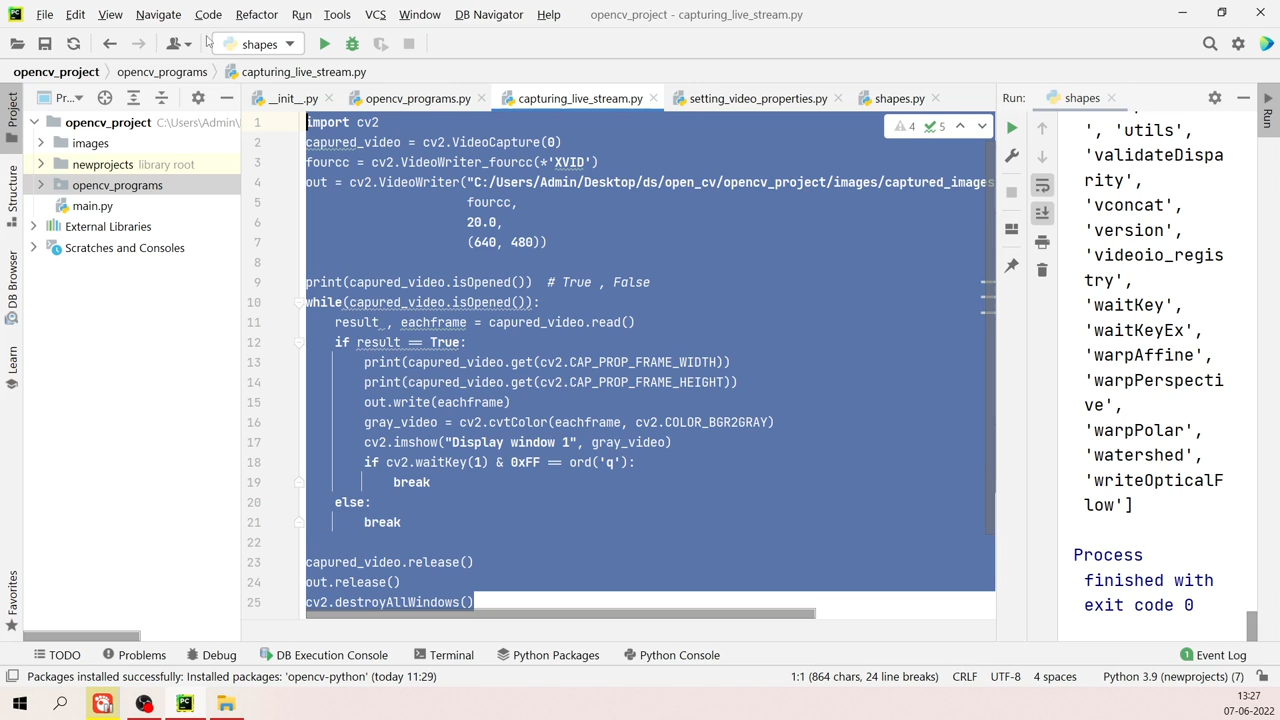 File Edit View Navigate Code Refactor Run Tools VCS Window DB Navigator Help opencv_project - capturing_live_stream.py
shapes
opencv_project opencv_programs capturing_live_stream.py
Project
Structure
DB Browser
Learn
Favorites
Pr...
opencv_project C:\Users\Admin\
images
newprojects library root
opencv_programs
main.py
External Libraries
Scratches and Consoles
__init__.py opencv_programs.py capturing_live_stream.py setting_video_properties.py shapes.py
4 5
1 import cv2
2 capured_video = cv2.VideoCapture(0)
3 fourcc = cv2.VideoWriter_fourcc(*'XVID')
4 out = cv2.VideoWriter("C:/Users/Admin/Desktop/ds/open_cv/opencv_project/images/captured_images
5 fourcc,
6 20.0,
7 (640, 480))
8
9 print(capured_video.isOpened()) # True , False
10 while(capured_video.isOpened()):
11 result , eachframe = capured_video.read()
12 if result == True:
13 print(capured_video.get(cv2.CAP_PROP_FRAME_WIDTH))
14 print(capured_video.get(cv2.CAP_PROP_FRAME_HEIGHT))
15 out.write(eachframe)
16 gray_video = cv2.cvtColor(eachframe, cv2.COLOR_BGR2GRAY)
17 cv2.imshow("Display window 1", gray_video)
18 if cv2.waitKey(1) & 0xFF == ord('q'):
19 break
20 else:
21 break
22
23 capured_video.release()
24 out.release()
25 cv2.destroyAllWindows()
Run: shapes
', 'utils',
'validateDispa
rity',
'vconcat',
'version',
'videoio_regis
try',
'waitKey',
'waitKeyEx',
'warpAffine',
'warpPerspecti
ve',
'warpPolar',
'watershed',
'writeOpticalF
low']
Process
finished with
exit code 0
Run
TODO Problems Debug DB Execution Console Terminal Python Packages Python Console 1 Event Log
Packages installed successfully: Installed packages: 'opencv-python' (today 11:29) 1:1 (864 chars, 24 line breaks) CRLF UTF-8 4 spaces Python 3.9 (newprojects) (7)
PC
13:27
07-06-2022